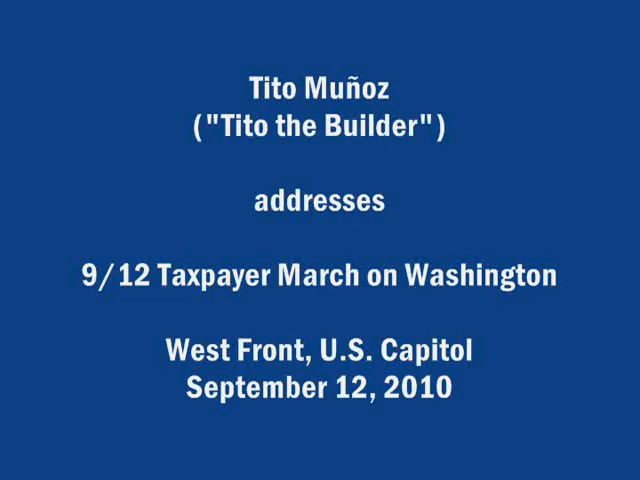 Tito Muñoz
("Tito the Builder")
addresses
9/12 Taxpayer March on Washington
West Front, U.S. Capitol
September 12, 2010